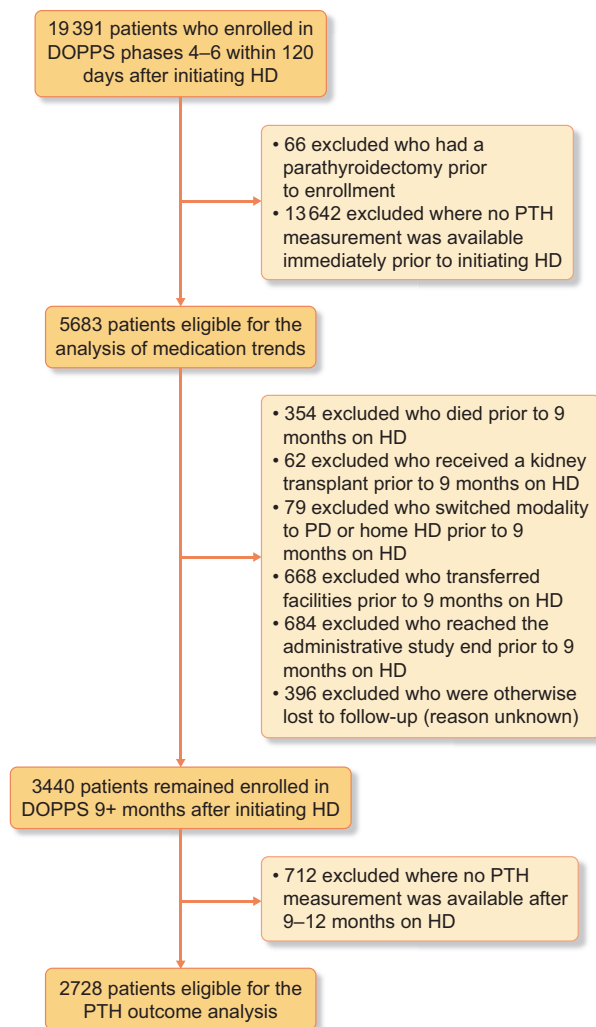 19 391 patients who enrolled in
DOPPS phases 4–6 within 120
days after initiating HD
• 66 excluded who had a
parathyroidectomy prior
to enrollment
• 13 642 excluded where no PTH
measurement was available
immediately prior to initiating HD
5683 patients eligible for the
analysis of medication trends
• 354 excluded who died prior to 9
months on HD
• 62 excluded who received a kidney
transplant prior to 9 months on HD
• 79 excluded who switched modality
to PD or home HD prior to 9
months on HD
• 668 excluded who transferred
facilities prior to 9 months on HD
• 684 excluded who reached the
administrative study end prior to 9
months on HD
• 396 excluded who were otherwise
lost to follow-up (reason unknown)
3440 patients remained enrolled in
DOPPS 9+ months after initiating HD
• 712 excluded where no PTH
measurement was available after
9–12 months on HD
2728 patients eligible for the
PTH outcome analysis